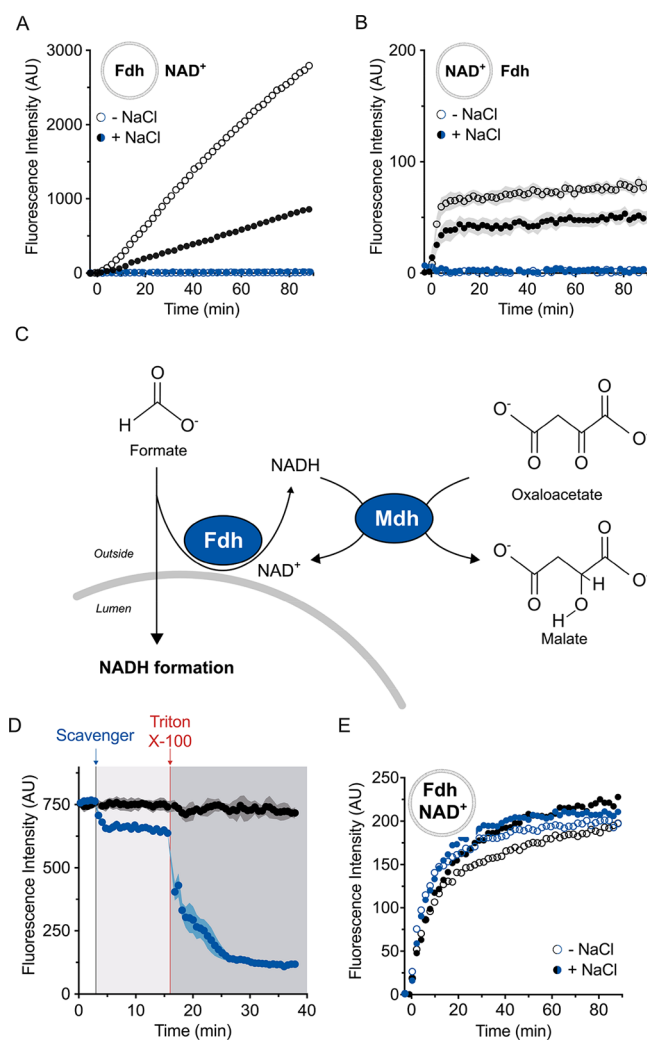 A
Fluorescence Intensity (AU)
3000
2000
1000
0
0 20 40 60 80
Time (min)
Fdh NAD⁺
- NaCl
+ NaCl
B
Fluorescence Intensity (AU)
200
100
50
0
0 20 40 60 80
Time (min)
NAD⁺ Fdh
- NaCl
+ NaCl
C
H
O
O⁻
Formate
NADH
Fdh
NAD⁺
Mdh
Outside
Lumen
NADH formation
O⁻
O
O
O
O⁻
Oxaloacetate
O⁻
O
H
O
H
O
O⁻
Malate
D
Scavenger
Triton
X-100
Fluorescence Intensity (AU)
750
500
250
0
0 10 20 30 40
Time (min)
E
Fluorescence Intensity (AU)
250
200
150
100
50
0
0 20 40 60 80
Time (min)
Fdh
NAD⁺
- NaCl
+ NaCl